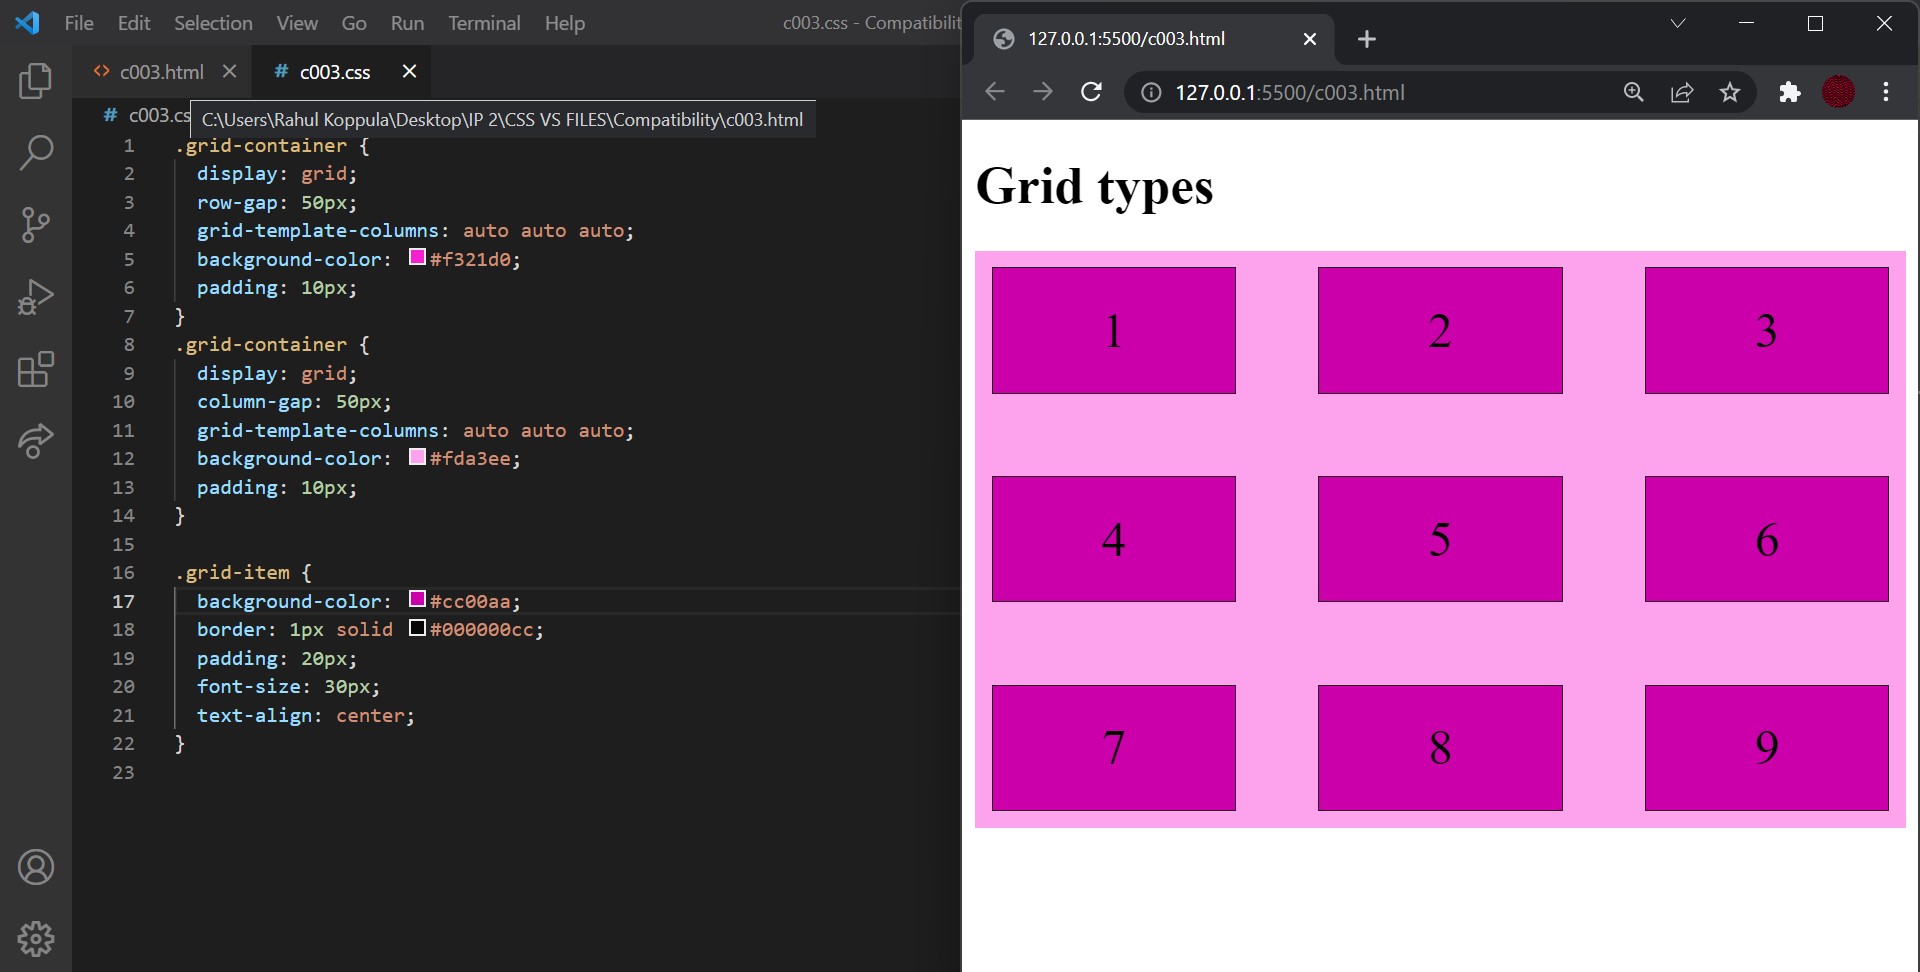 File Edit Selection View Go Run Terminal Help c003.css - Compatibilit
c003.html c003.css
# c003.cs
C:\Users\Rahul Koppula\Desktop\IP 2\CSS VS FILES\Compatibility\c003.html
1 .grid-container {
2 display: grid;
3 row-gap: 50px;
4 grid-template-columns: auto auto auto;
5 background-color: #f321d0;
6 padding: 10px;
7 }
8 .grid-container {
9 display: grid;
10 column-gap: 50px;
11 grid-template-columns: auto auto auto;
12 background-color: #fda3ee;
13 padding: 10px;
14 }
15
16 .grid-item {
17 background-color: #cc00aa;
18 border: 1px solid #000000cc;
19 padding: 20px;
20 font-size: 30px;
21 text-align: center;
22 }
23
127.0.0.1:5500/c003.html
127.0.0.1:5500/c003.html
Grid types
1 2 3
4 5 6
7 8 9